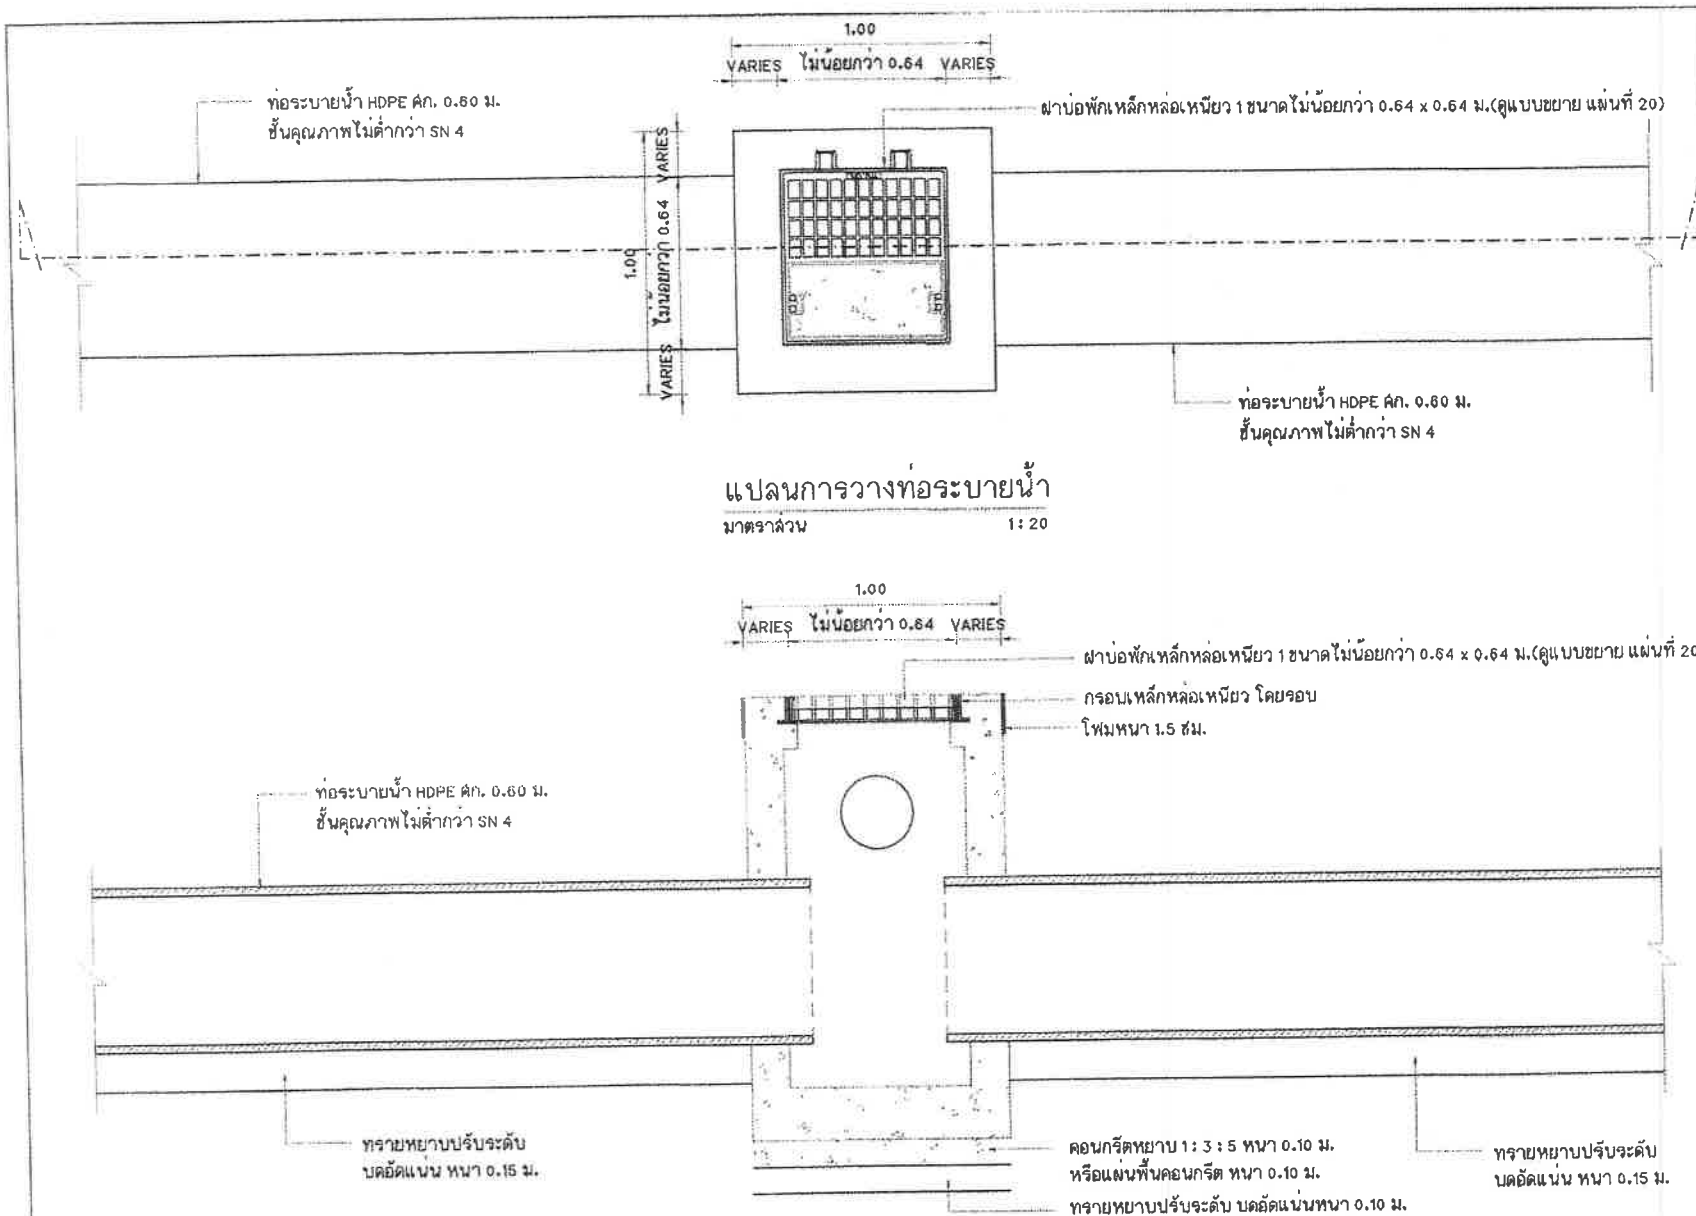 1.00
VARIES ไม่น้อยกว่า 0.64 VARIES
ท่อระบายน้ำ HDPE ศก. 0.60 ม.
ชั้นคุณภาพไม่ต่ำกว่า SN 4
ฝาบ่อพักเหล็กหล่อเหนียว 1 ขนาดไม่น้อยกว่า 0.64 x 0.64 ม.(ดูแบบขยาย แผ่นที่ 20)
1.00
VARIES ไม่น้อยกว่า 0.64 VARIES
ท่อระบายน้ำ HDPE ศก. 0.60 ม.
ชั้นคุณภาพไม่ต่ำกว่า SN 4
แปลนการวางท่อระบายน้ำ
มาตราส่วน 1: 20
1.00
VARIES ไม่น้อยกว่า 0.64 VARIES
ฝาบ่อพักเหล็กหล่อเหนียว 1 ขนาดไม่น้อยกว่า 0.64 x 0.64 ม.(ดูแบบขยาย แผ่นที่ 20
กรอบเหล็กหล่อเหนียว โดยรอบ
โฟมหนา 1.5 ซม.
ท่อระบายน้ำ HDPE ศก. 0.60 ม.
ชั้นคุณภาพไม่ต่ำกว่า SN 4
ทรายหยาบปรับระดับ
บดอัดแน่น หนา 0.15 ม.
คอนกรีตหยาบ 1 : 3 : 5 หนา 0.10 ม.
หรือแผ่นพื้นคอนกรีต หนา 0.10 ม.
ทรายหยาบปรับระดับ บดอัดแน่นหนา 0.10 ม.
ทรายหยาบปรับระดับ
บดอัดแน่น หนา 0.15 ม.